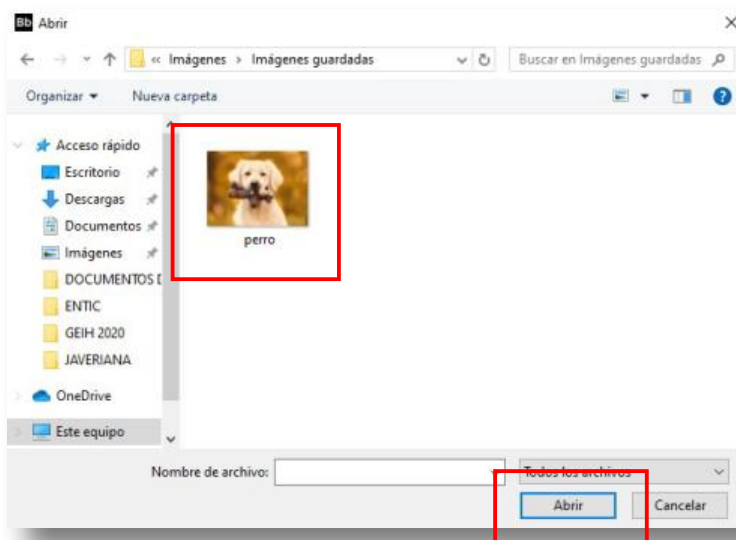 Bb Abrir
« Imágenes › Imágenes guardadas
Buscar en Imágenes guardadas
Organizar
Nueva carpeta
Acceso rápido
Escritorio
Descargas
Documentos
Imágenes
DOCUMENTOS D
ENTIC
GEIH 2020
JAVERIANA
OneDrive
Este equipo
perro
Nombre de archivo:
Todos los archivos
Abrir
Cancelar